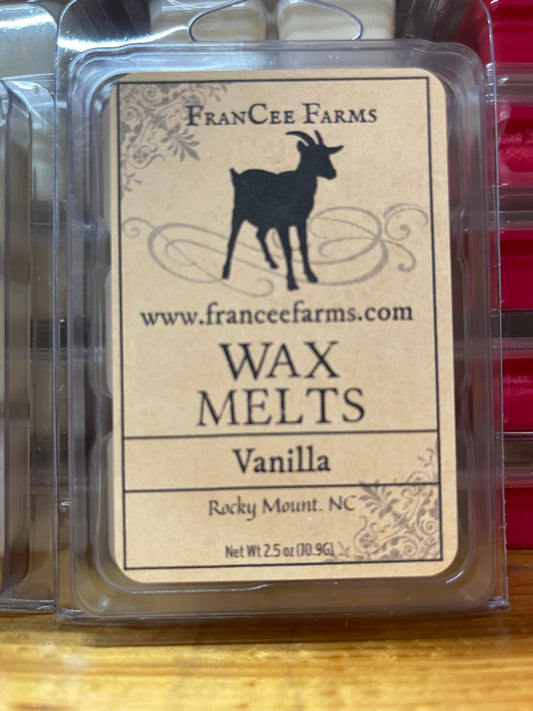 FranCee Farms
www.franceefarms.com
WAX
MELTS
Vanilla
Rocky Mount. NC
Net Wt 2.5 oz (70.9G)